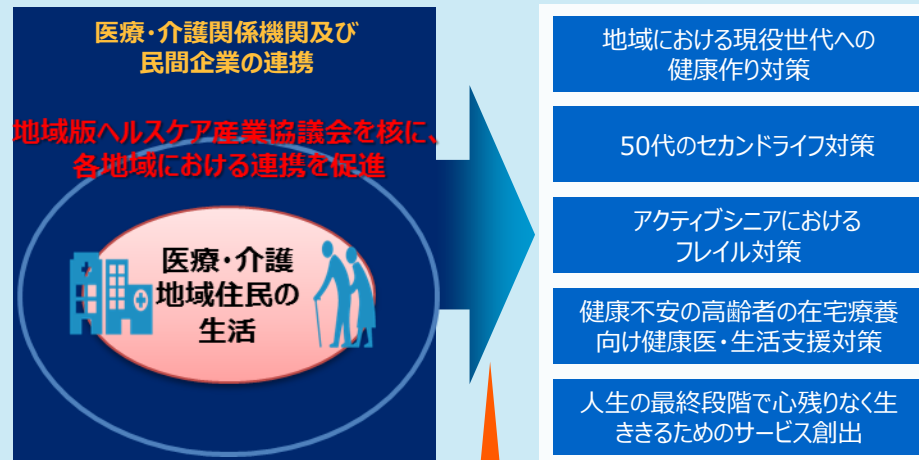 医療・介護関係機関及び
民間企業の連携
地域版ヘルスケア産業協議会を核に、
各地域における連携を促進
医療・介護
地域住民の
生活
地域における現役世代への
健康作り対策
50代のセカンドライフ対策
アクティブシニアにおける
フレイル対策
健康不安の高齢者の在宅療養
向け健康医・生活支援対策
人生の最終段階で心残りなく生
ききるためのサービス創出